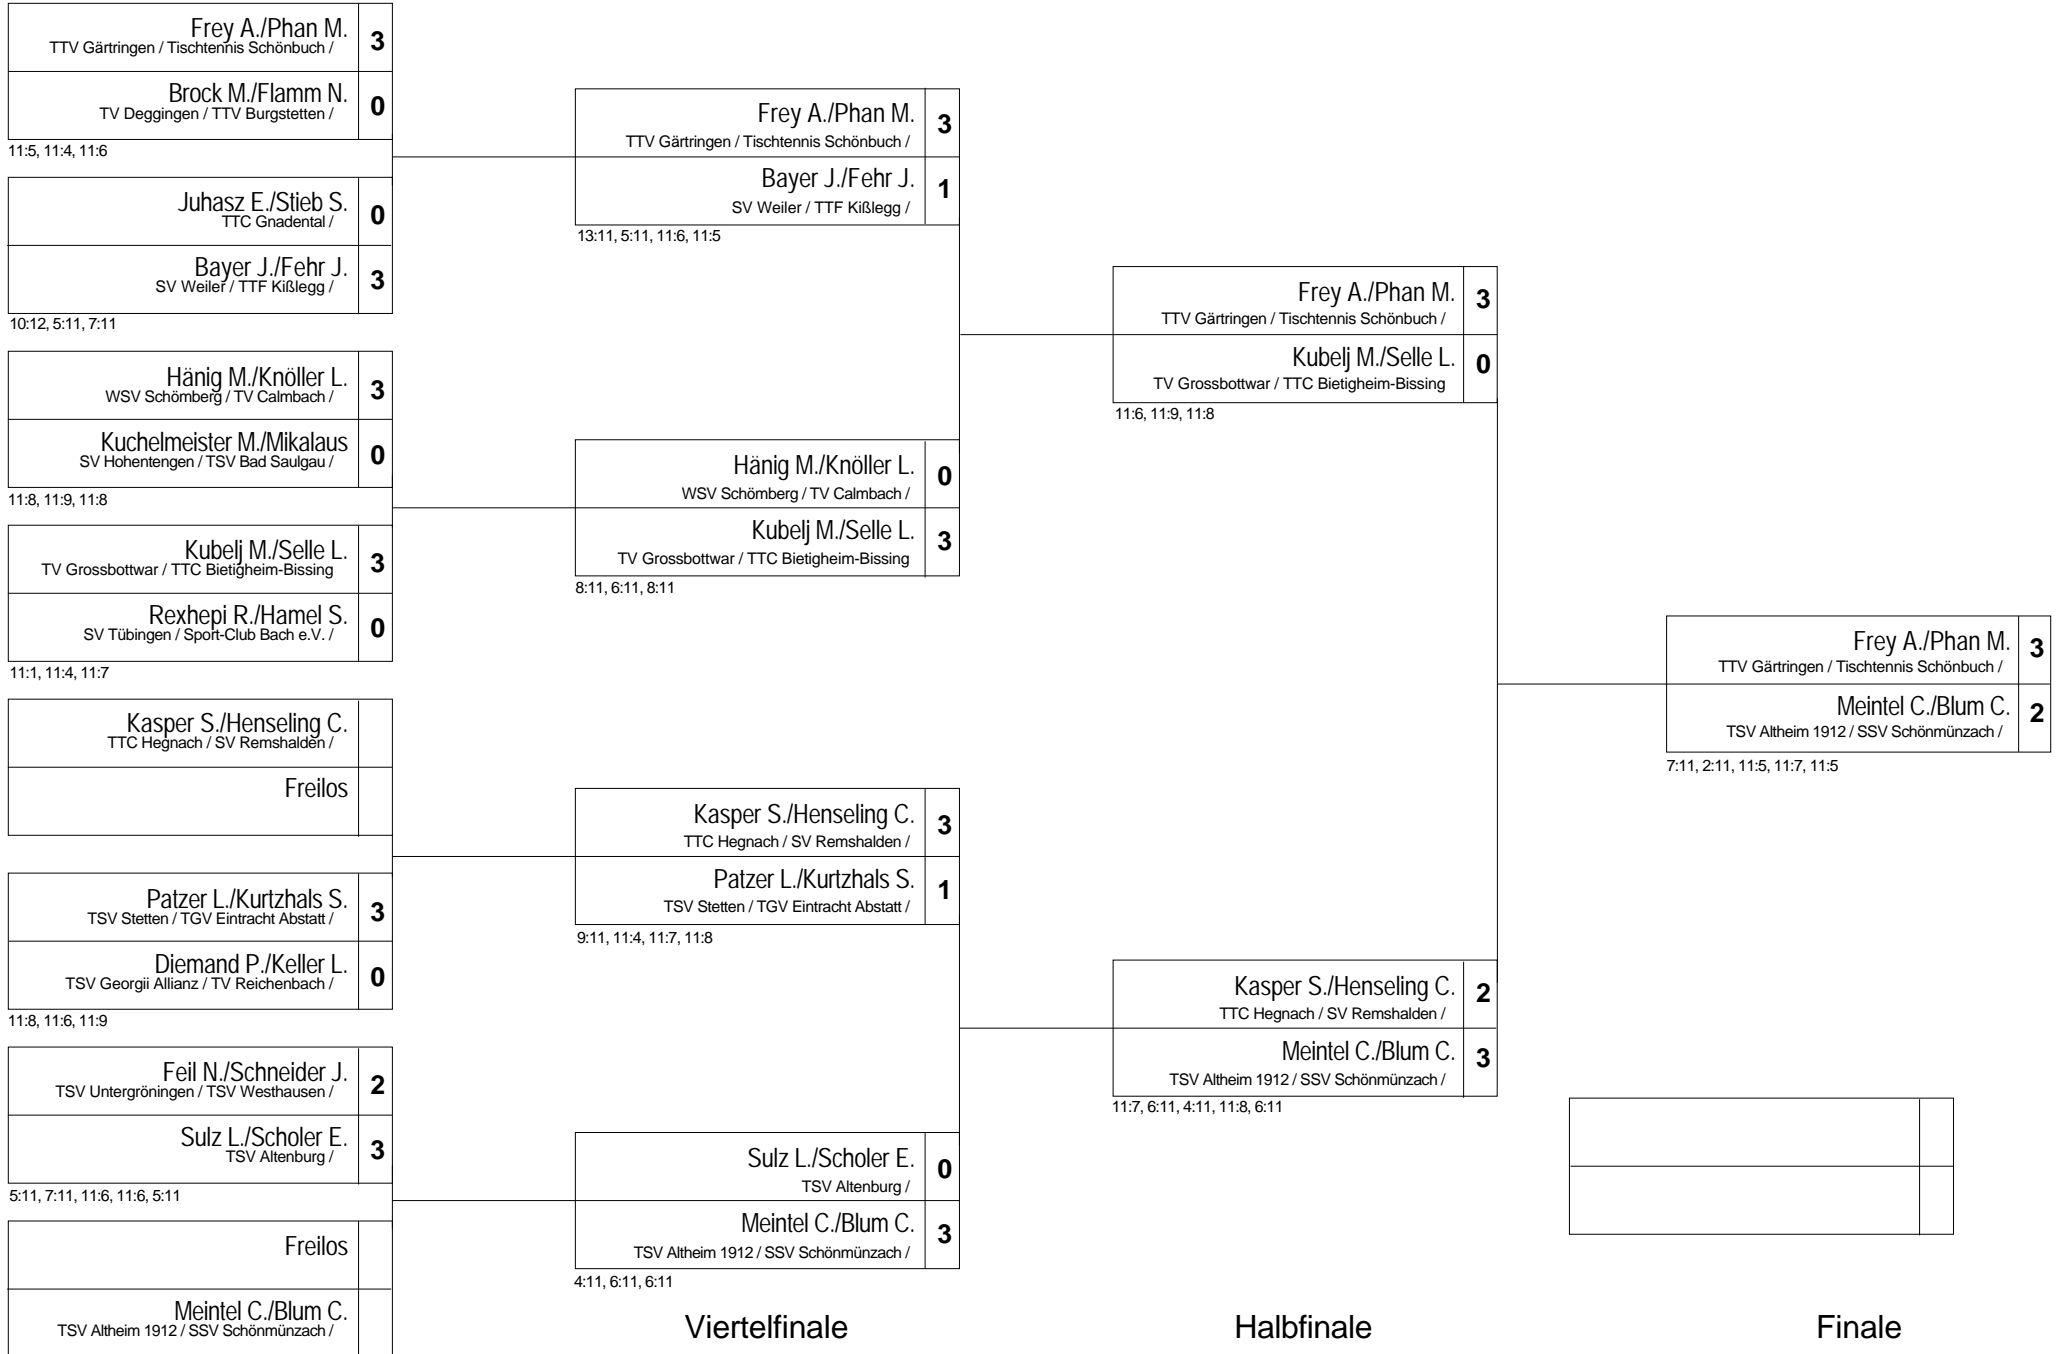 Frey A./Phan M.
TTV Gärtringen / Tischtennis Schönbuch /
3
Brock M./Flamm N.
TV Deggingen / TTV Burgstetten /
0
11:5, 11:4, 11:6
Juhasz E./Stieb S.
TTC Gnadental /
0
Bayer J./Fehr J.
SV Weiler / TTF Kißlegg /
3
10:12, 5:11, 7:11
Hänig M./Knöller L.
WSV Schömberg / TV Calmbach /
3
Kuchelmeister M./Mikalaus
SV Hohentengen / TSV Bad Saulgau /
0
11:8, 11:9, 11:8
Kubelj M./Selle L.
TV Grossbottwar / TTC Bietigheim-Bissing
3
Rexhepi R./Hamel S.
SV Tübingen / Sport-Club Bach e.V. /
0
11:1, 11:4, 11:7
Kasper S./Henseling C.
TTC Hegnach / SV Remshalden /
Freilos
Patzer L./Kurtzhals S.
TSV Stetten / TGV Eintracht Abstatt /
3
Diemand P./Keller L.
TSV Georgii Allianz / TV Reichenbach /
0
11:8, 11:6, 11:9
Feil N./Schneider J.
TSV Untergröningen / TSV Westhausen /
2
Sulz L./Scholer E.
TSV Altenburg /
3
5:11, 7:11, 11:6, 11:6, 5:11
Freilos
Meintel C./Blum C.
TSV Altheim 1912 / SSV Schönmünzach /
Frey A./Phan M.
TTV Gärtringen / Tischtennis Schönbuch /
3
Bayer J./Fehr J.
SV Weiler / TTF Kißlegg /
1
13:11, 5:11, 11:6, 11:5
Hänig M./Knöller L.
WSV Schömberg / TV Calmbach /
0
Kubelj M./Selle L.
TV Grossbottwar / TTC Bietigheim-Bissing
3
8:11, 6:11, 8:11
Kasper S./Henseling C.
TTC Hegnach / SV Remshalden /
3
Patzer L./Kurtzhals S.
TSV Stetten / TGV Eintracht Abstatt /
1
9:11, 11:4, 11:7, 11:8
Sulz L./Scholer E.
TSV Altenburg /
0
Meintel C./Blum C.
TSV Altheim 1912 / SSV Schönmünzach /
3
4:11, 6:11, 6:11
Viertelfinale
Frey A./Phan M.
TTV Gärtringen / Tischtennis Schönbuch /
3
Kubelj M./Selle L.
TV Grossbottwar / TTC Bietigheim-Bissing
0
11:6, 11:9, 11:8
Kasper S./Henseling C.
TTC Hegnach / SV Remshalden /
2
Meintel C./Blum C.
TSV Altheim 1912 / SSV Schönmünzach /
3
11:7, 6:11, 4:11, 11:8, 6:11
Halbfinale
Frey A./Phan M.
TTV Gärtringen / Tischtennis Schönbuch /
3
Meintel C./Blum C.
TSV Altheim 1912 / SSV Schönmünzach /
2
7:11, 2:11, 11:5, 11:7, 11:5
Finale